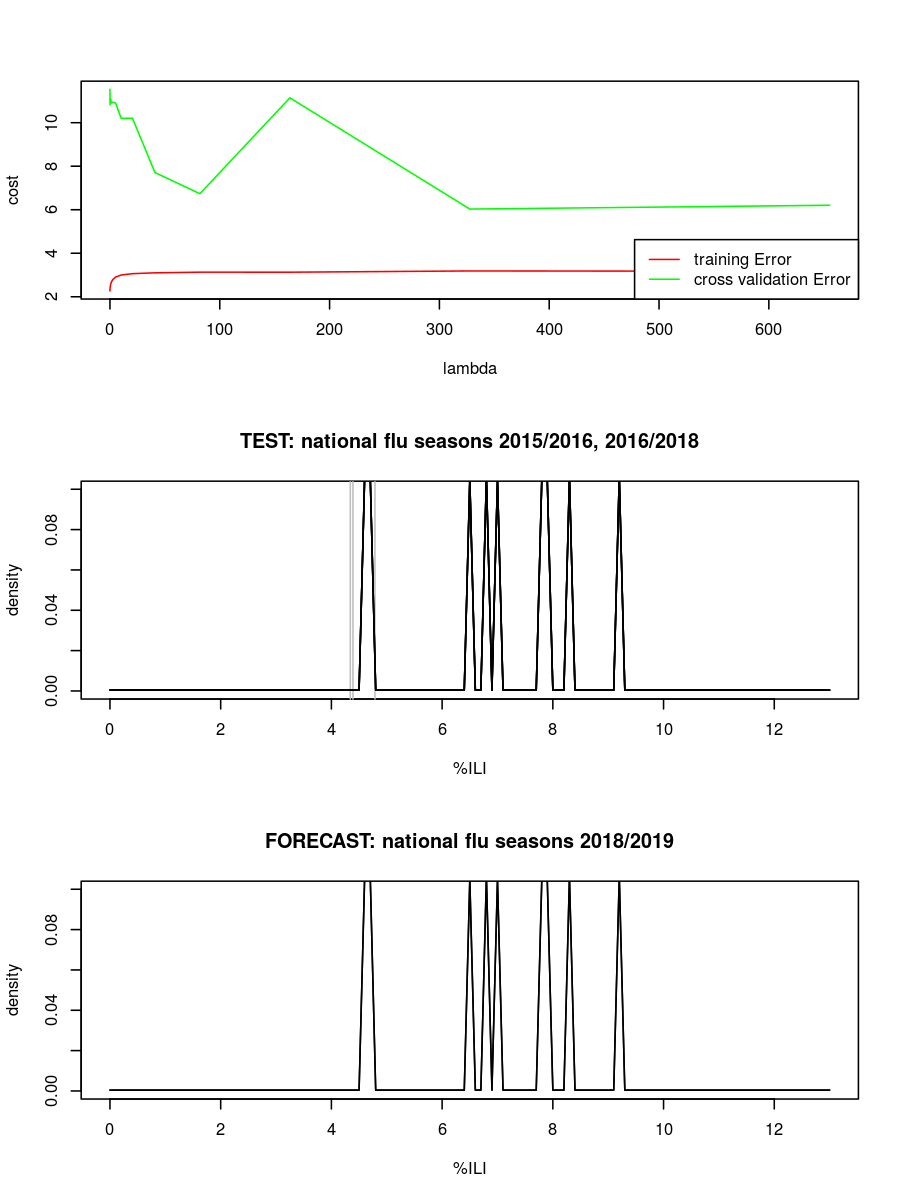 cost
10
8
6
4
2
training Error
cross validation Error
0 100 200 300 400 500 600
lambda
TEST: national flu seasons 2015/2016, 2016/2018
density
0.08
0.04
0.00
0 2 4 6 8 10 12
%ILI
FORECAST: national flu seasons 2018/2019
density
0.08
0.04
0.00
0 2 4 6 8 10 12
%ILI